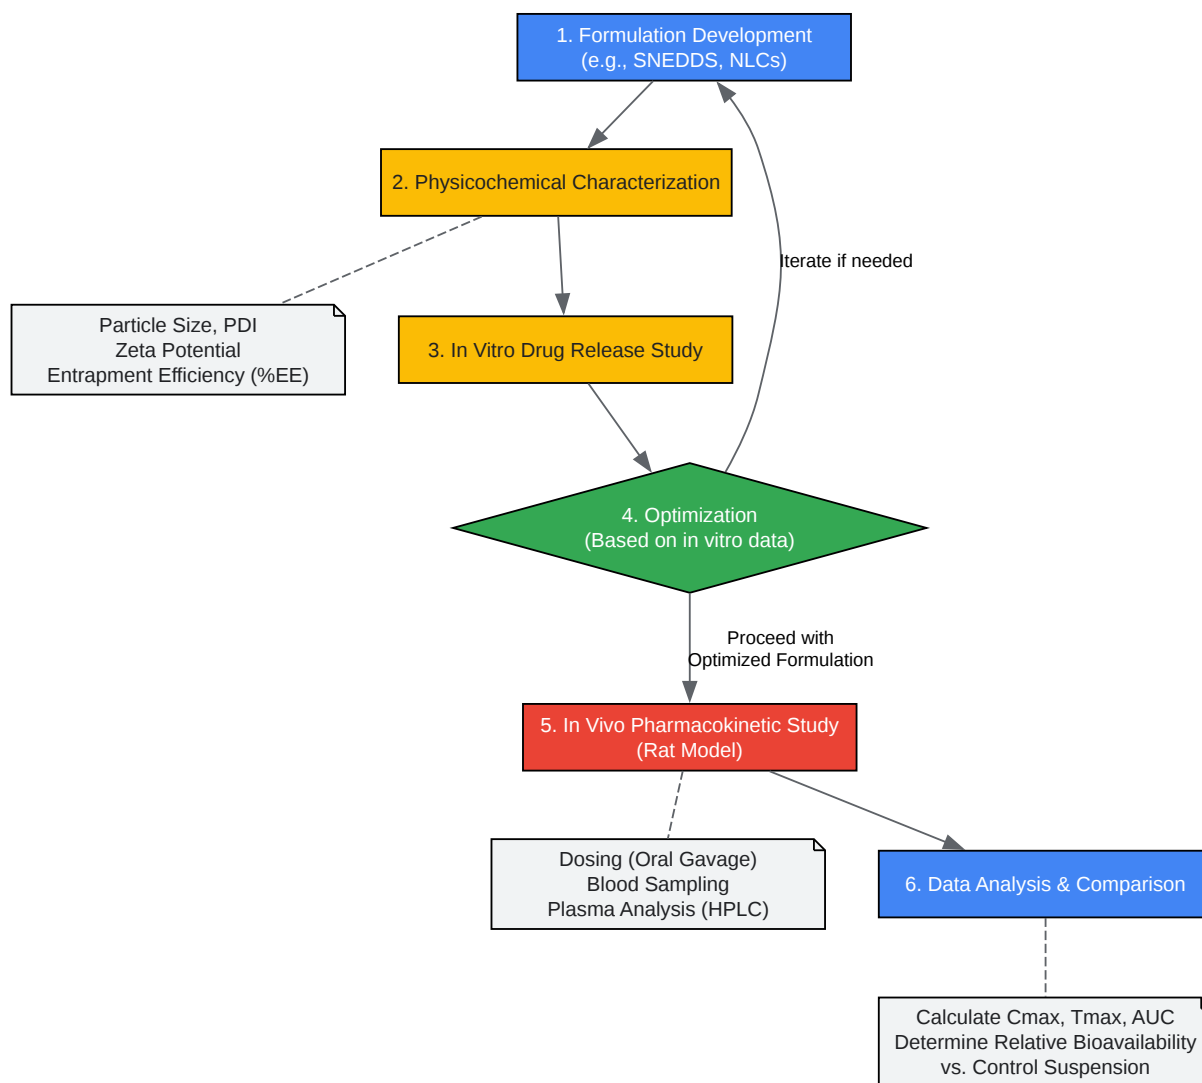 1. Formulation Development
(e.g., SNEDDS, NLCs)
2. Physicochemical Characterization
Iterate if needed
Particle Size, PDI
Zeta Potential
Entrapment Efficiency (%EE)
3. In Vitro Drug Release Study
4. Optimization
(Based on in vitro data)
Proceed with
Optimized Formulation
5. In Vivo Pharmacokinetic Study
(Rat Model)
Dosing (Oral Gavage)
Blood Sampling
Plasma Analysis (HPLC)
6. Data Analysis & Comparison
Calculate Cmax, Tmax, AUC
Determine Relative Bioavailability
vs. Control Suspension